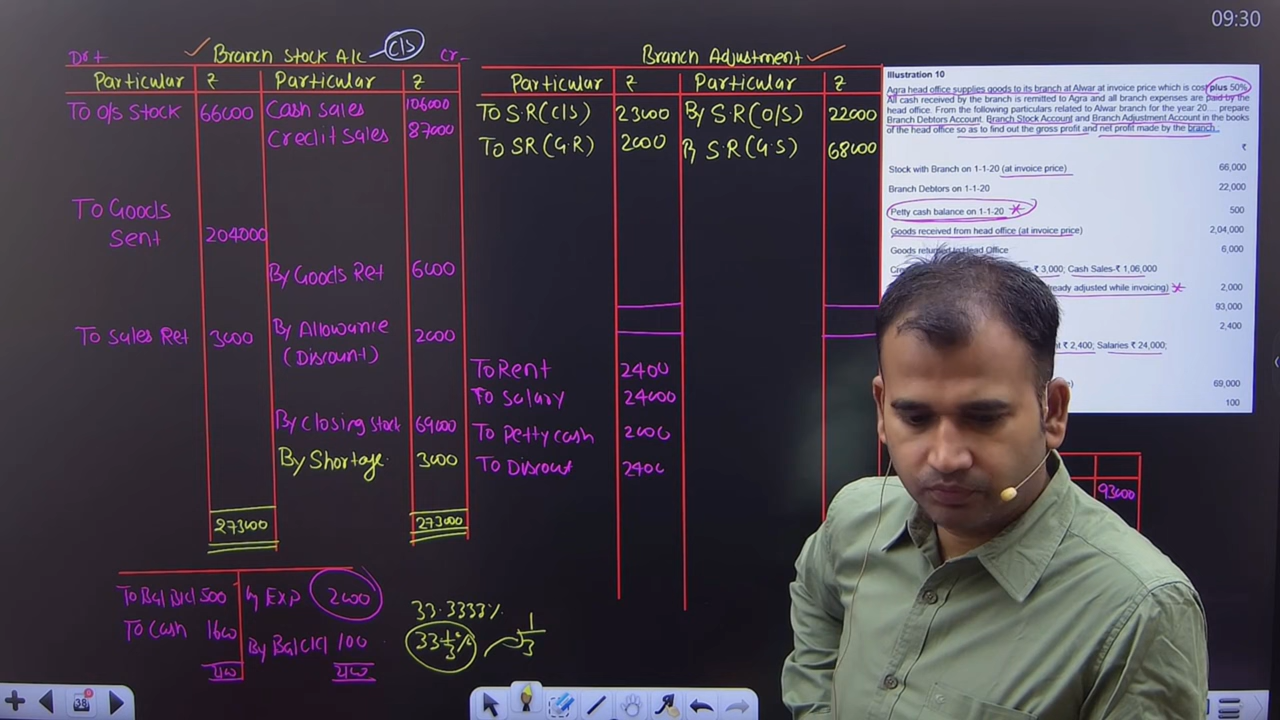 09:30
Dr+ Branch Stock A/c C/S Cr-
Particular ₹ Particular ₹
To O/s Stock 66000 Cash Sales 106000
Credit Sales 87000
To Goods
Sent 204000
By Goods Ret 6000
To Sales Ret 3000 By Allowance 2000
(Discount)
By Closing Stock 69000
By Shortage 3000
273000 273000
Branch Adjustment
Particular ₹ Particular ₹
To S.R (C/S) 23000 By S.R (O/S) 22000
To SR (G.R) 2000 By S.R (G.S) 68000
To Rent 2400
To Salary 24000
To Petty cash 2000
To Discout 2400
Illustration 10
Agra head office supplies goods to its branch at Alwar at invoice price which is cost plus 50%.
All cash received by the branch is remitted to Agra and all branch expenses are paid by the
head office. From the following particulars related to Alwar branch for the year 20.... prepare
Branch Debtors Account, Branch Stock Account and Branch Adjustment Account in the books
of the head office so as to find out the gross profit and net profit made by the branch.
₹
Stock with Branch on 1-1-20 (at invoice price) 66,000
Branch Debtors on 1-1-20 22,000
Petty cash balance on 1-1-20 500
Goods received from head office (at invoice price) 2,04,000
Goods returned to Head Office 6,000
₹ 3,000; Cash Sales-₹ 1,06,000
already adjusted while invoicing) 2,000
93,000
2,400
₹ 2,400; Salaries ₹ 24,000;
69,000
100
93000
To Bal B/d 500 By EXP 2000
To Cash 1600 By Bal C/d 100
33.3333%
33 1/3 % 1/3
38